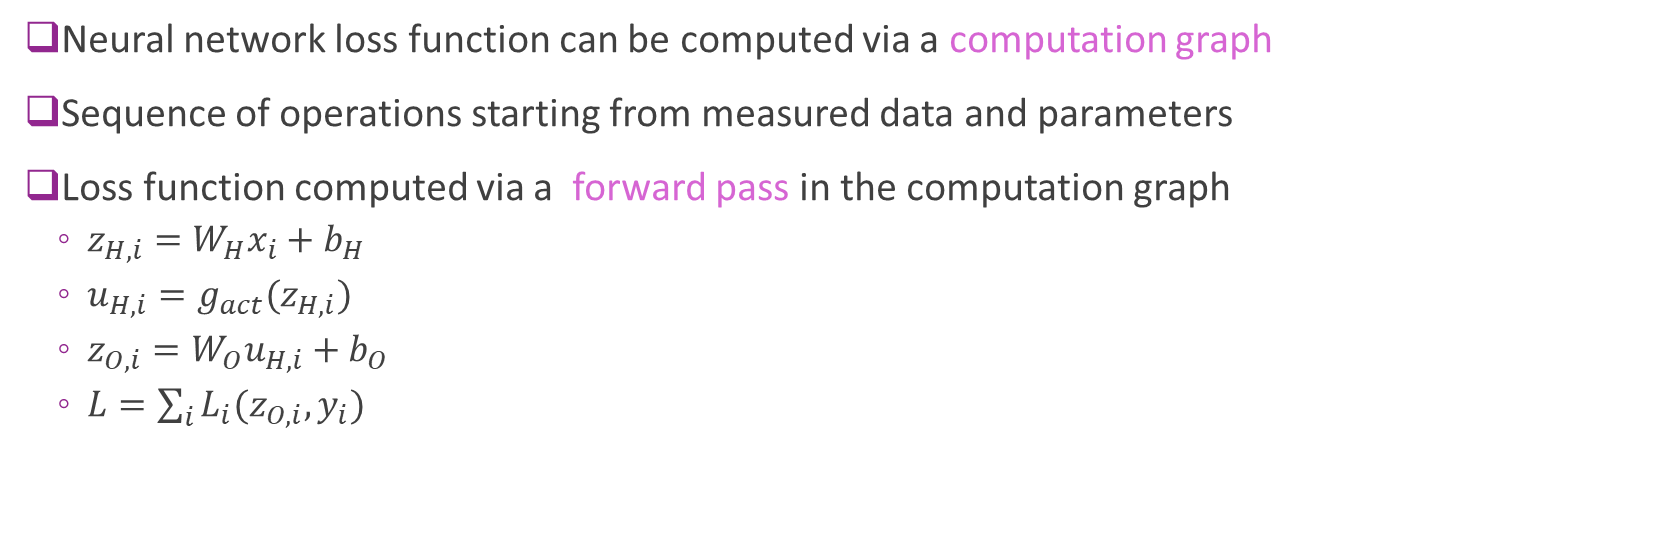 ❑Neural network loss function can be computed via a computation graph
❑Sequence of operations starting from measured data and parameters
❑Loss function computed via a forward pass in the computation graph
◦ z_{H,i} = W_H x_i + b_H
◦ u_{H,i} = g_{act}(z_{H,i})
◦ z_{O,i} = W_O u_{H,i} + b_O
◦ L = ∑_i L_i(z_{O,i}, y_i)